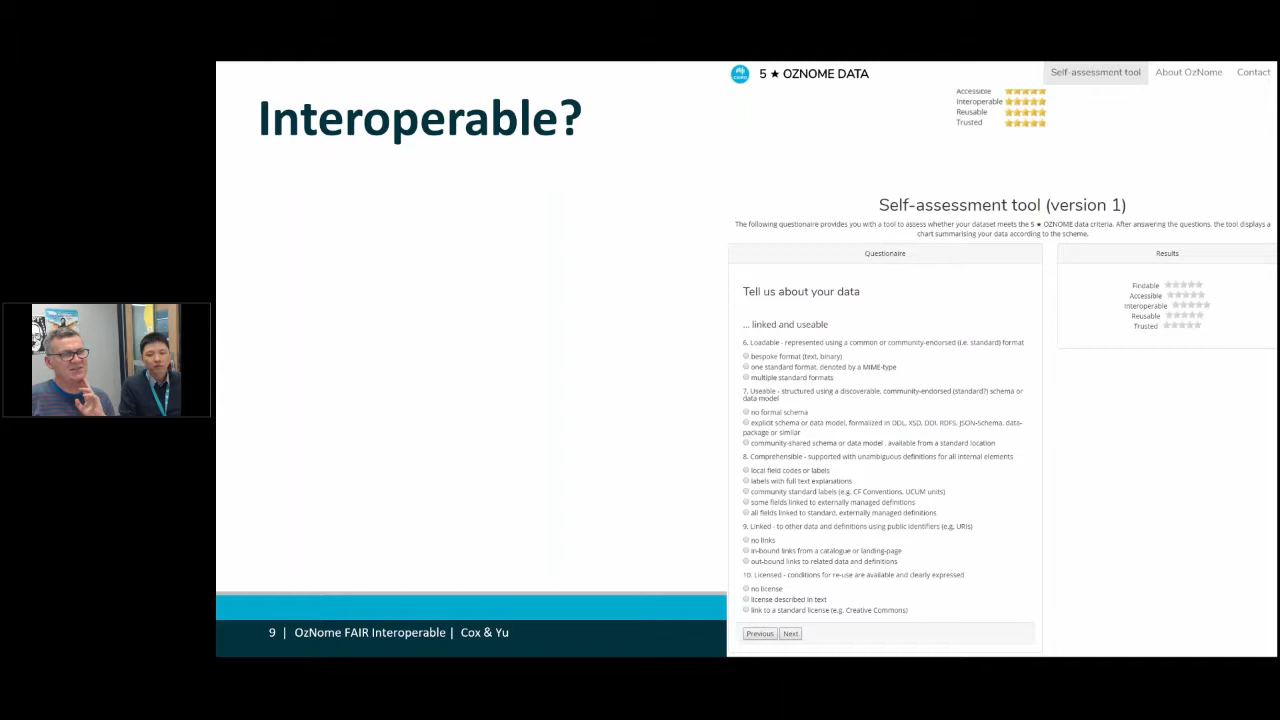 Interoperable?
9 | OzNome FAIR Interoperable | Cox & Yu
5 ★ OZNOME DATA
Self-assessment tool
About OzNome
Contact
Accessible
Interoperable
Reusable
Trusted
Self-assessment tool (version 1)
The following questionaire provides you with a tool to assess whether your dataset meets the 5 ★ OZNOME data criteria. After answering the questions, the tool displays a
chart summarising your data according to the scheme.
Questionaire
Tell us about your data
... linked and useable
6. Loadable - represented using a common or community-endorsed (i.e. standard) format
bespoke format (text, binary)
one standard format, denoted by a MIME-type
multiple standard formats
7. Useable - structured using a discoverable, community-endorsed (standard?) schema or
data model
no formal schema
explicit schema or data model, formalized in DDL, XSD, DDI, RDFS, JSON-Schema, data-
package or similar
community-shared schema or data model , available from a standard location
8. Comprehensible - supported with unambiguous definitions for all internal elements
local field codes or labels
labels with full text explanations
community standard labels (e.g. CF Conventions, UCUM units)
some fields linked to externally managed definitions
all fields linked to standard, externally managed definitions
9. Linked - to other data and definitions using public identifiers (e.g. URIs)
no links
in-bound links from a catalogue or landing-page
out-bound links to related data and definitions
10. Licensed - conditions for re-use are available and clearly expressed
no license
license described in text
link to a standard license (e.g. Creative Commons)
Previous
Next
Results
Findable
Accessible
Interoperable
Reusable
Trusted